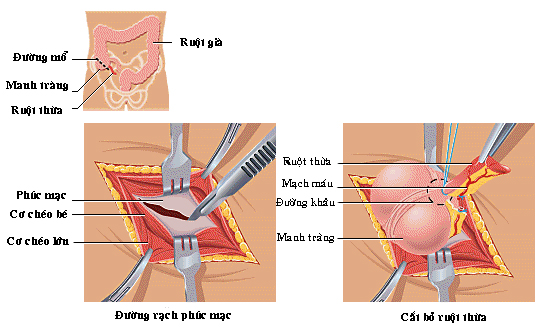 Ruột già
Đường mổ
Manh tràng
Ruột thừa
Phúc mạc
Cơ chéo bé
Cơ chéo lớn
Đường rạch phúc mạc
Ruột thừa
Mạch máu
Đường khâu
Manh tràng
Cắt bỏ ruột thừa